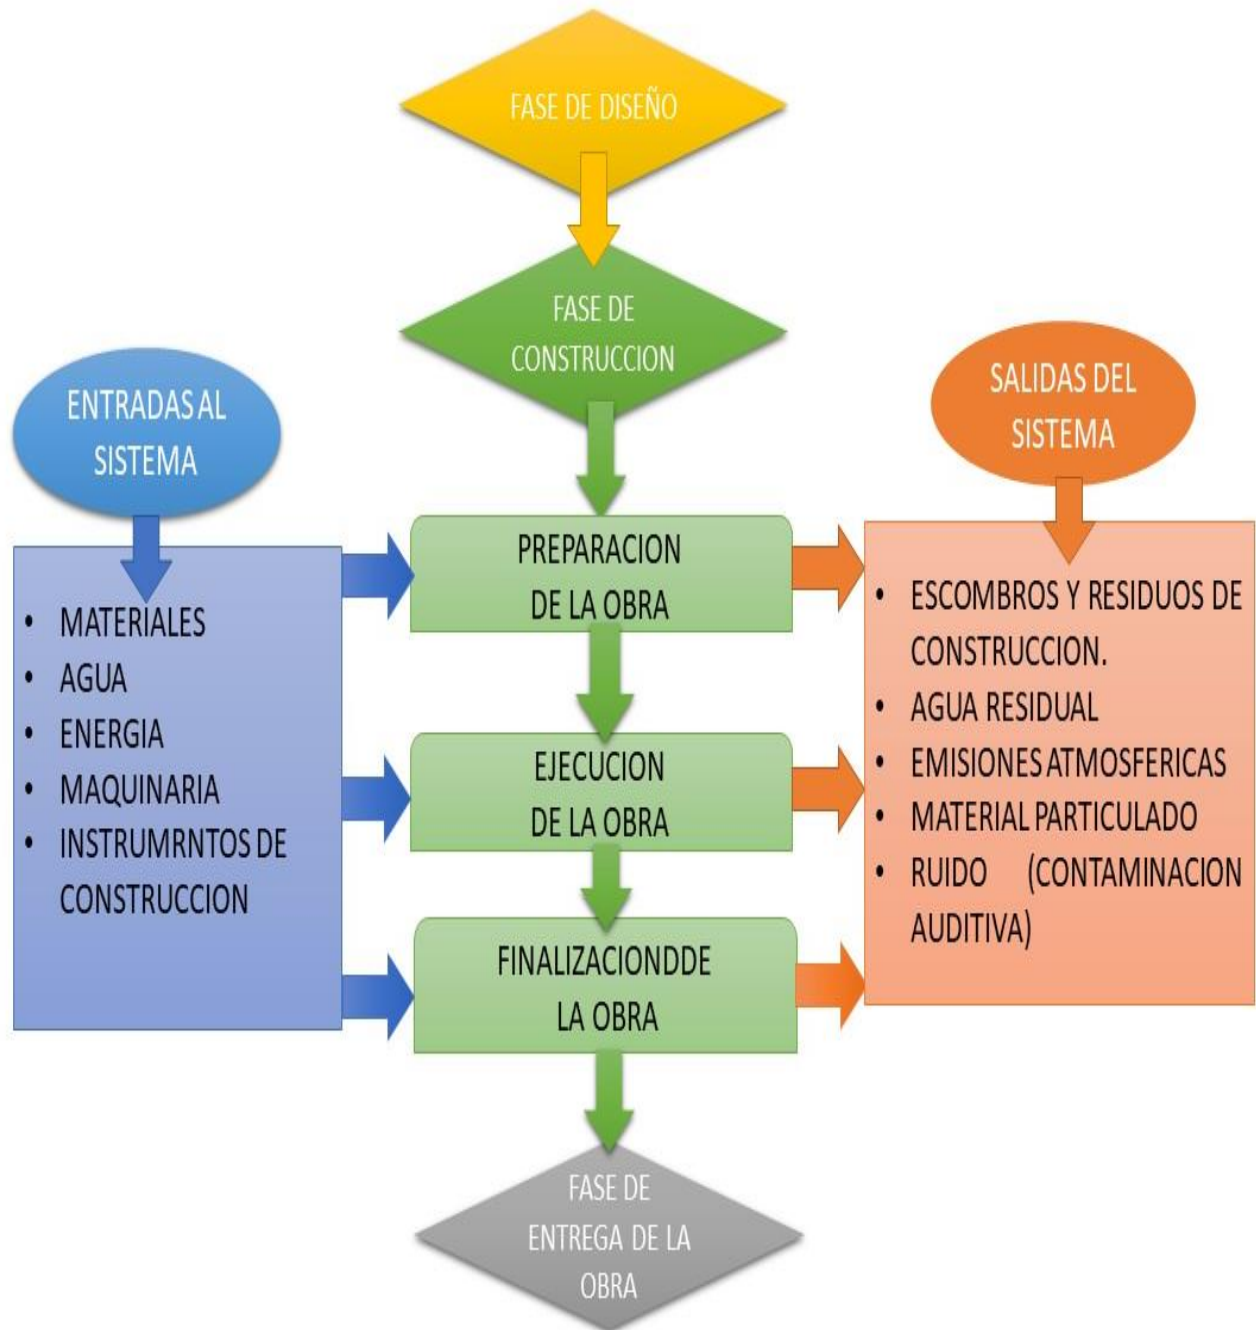 FASE DE DISEÑO
FASE DE
CONSTRUCCION
ENTRADAS AL
SISTEMA
SALIDAS DEL
SISTEMA
• MATERIALES
• AGUA
• ENERGIA
• MAQUINARIA
• INSTRUMRNTOS DE
CONSTRUCCION
PREPARACION
DE LA OBRA
EJECUCION
DE LA OBRA
FINALIZACIONDDE
LA OBRA
• ESCOMBROS Y RESIDUOS DE
CONSTRUCCION.
• AGUA RESIDUAL
• EMISIONES ATMOSFERICAS
• MATERIAL PARTICULADO
• RUIDO (CONTAMINACION
AUDITIVA)
FASE DE
ENTREGA DE LA
OBRA